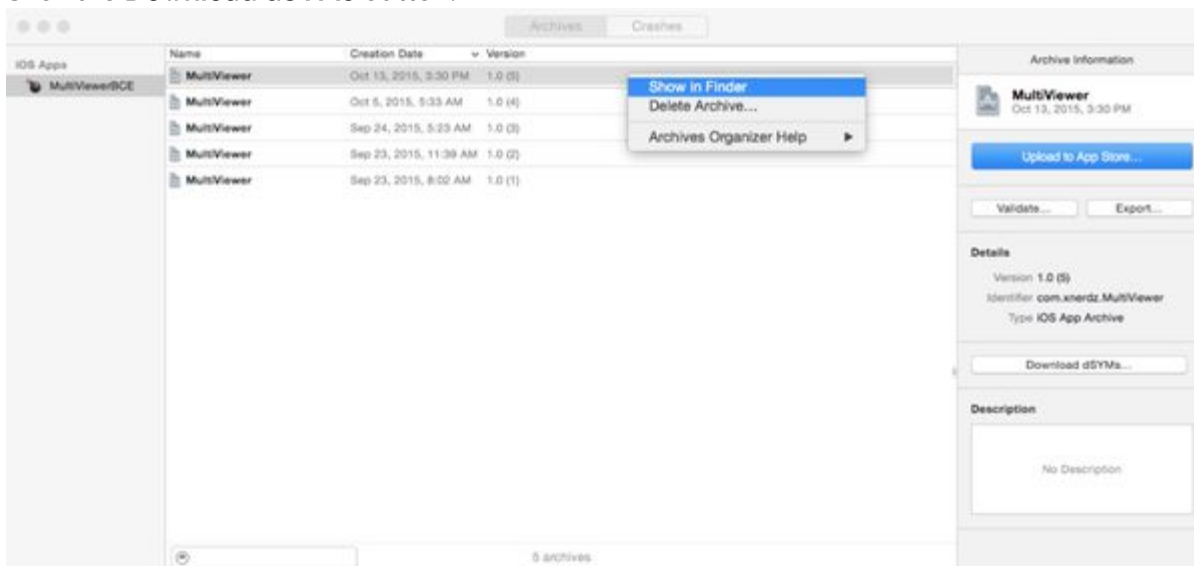 Archives Crashes
iOS Apps
MultiViewerBCE
Name Creation Date Version
MultiViewer Oct 13, 2015, 3:30 PM 1.0 (5)
MultiViewer Oct 5, 2015, 5:33 AM 1.0 (4)
MultiViewer Sep 24, 2015, 5:23 AM 1.0 (3)
MultiViewer Sep 23, 2015, 11:39 AM 1.0 (2)
MultiViewer Sep 23, 2015, 8:02 AM 1.0 (1)
Show in Finder
Delete Archive...
Archives Organizer Help
5 archives
Archive Information
MultiViewer
Oct 13, 2015, 3:30 PM
Upload to App Store...
Validate... Export...
Details
Version 1.0 (5)
Identifier com.xnerdz.MultiViewer
Type iOS App Archive
Download dSYMs...
Description
No Description